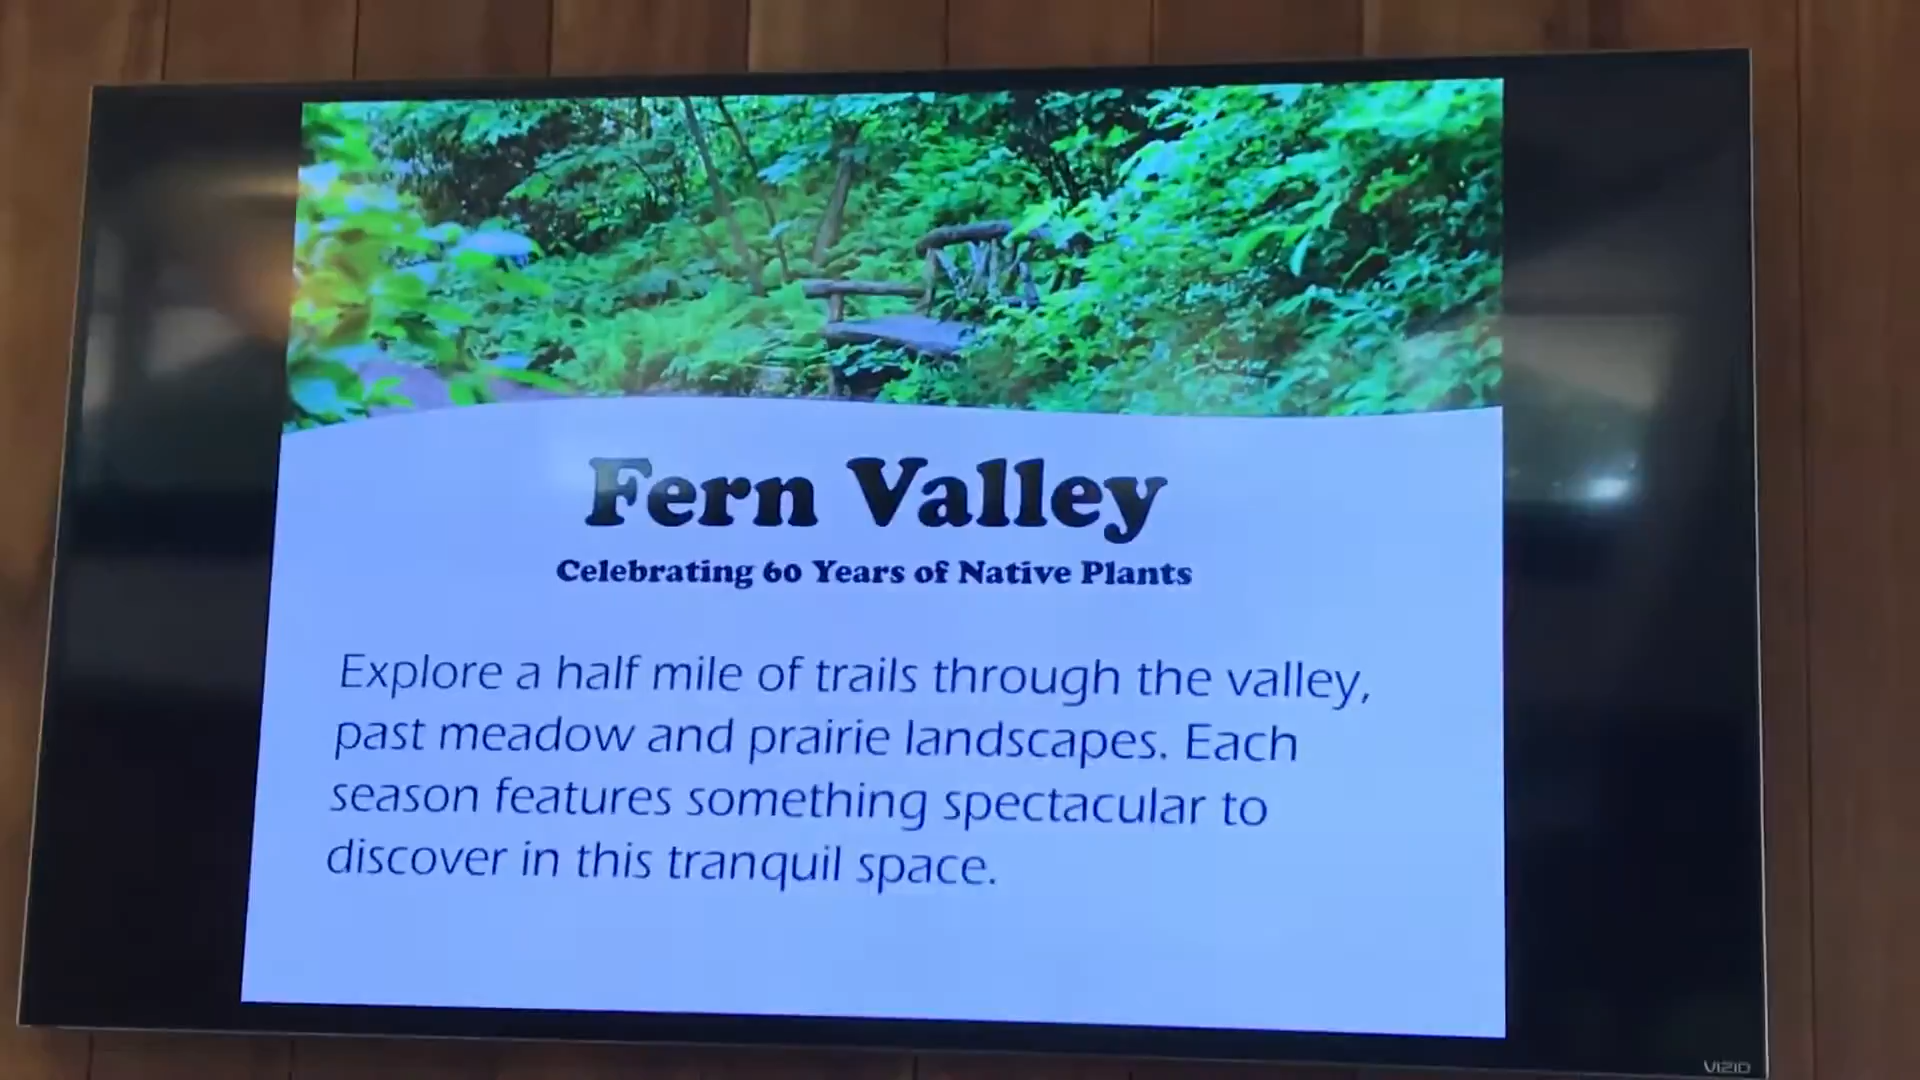 Fern Valley
Celebrating 60 Years of Native Plants
Explore a half mile of trails through the valley,
past meadow and prairie landscapes. Each
season features something spectacular to
discover in this tranquil space.
VIZIO